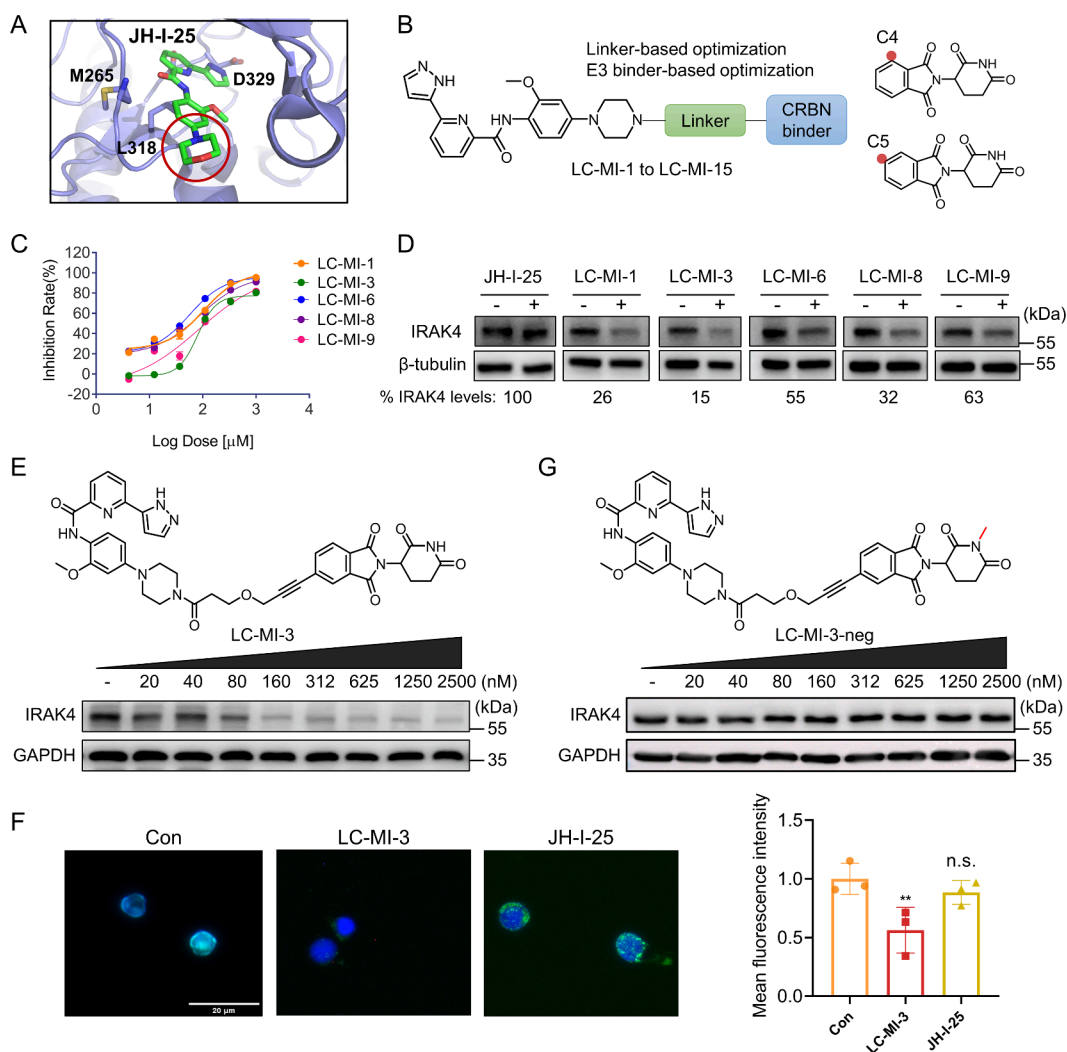 A
JH-I-25
M265
D329
L318
B
Linker-based optimization
E3 binder-based optimization
NH
N
N
NH
O
O
N
N
Linker
CRBN
binder
LC-MI-1 to LC-MI-15
C4
O
N
O
O
NH
O
C5
O
N
O
O
NH
O
C
Inhibition Rate(%)
120
100
80
60
40
20
0
-20
0 1 2 3 4
Log Dose [μM]
LC-MI-1
LC-MI-3
LC-MI-6
LC-MI-8
LC-MI-9
D
JH-I-25 LC-MI-1 LC-MI-3 LC-MI-6 LC-MI-8 LC-MI-9
- + - + - + - + - + - + (kDa)
IRAK4
55
β-tubulin
55
% IRAK4 levels: 100 26 15 55 32 63
E
O
NH
O
N
H
N
N
N
N
O
O
O
N
O
O
NH
O
LC-MI-3
- 20 40 80 160 312 625 1250 2500 (nM)
(kDa)
IRAK4
55
GAPDH
35
G
O
NH
O
N
H
N
N
N
N
O
O
O
N
O
O
N
O
LC-MI-3-neg
- 20 40 80 160 312 625 1250 2500 (nM)
(kDa)
IRAK4
55
GAPDH
35
F
Con
LC-MI-3
JH-I-25
20 μm
Mean fluorescence intensity
1.5
1.0
0.5
0.0
**
n.s.
Con
LC-MI-3
JH-I-25